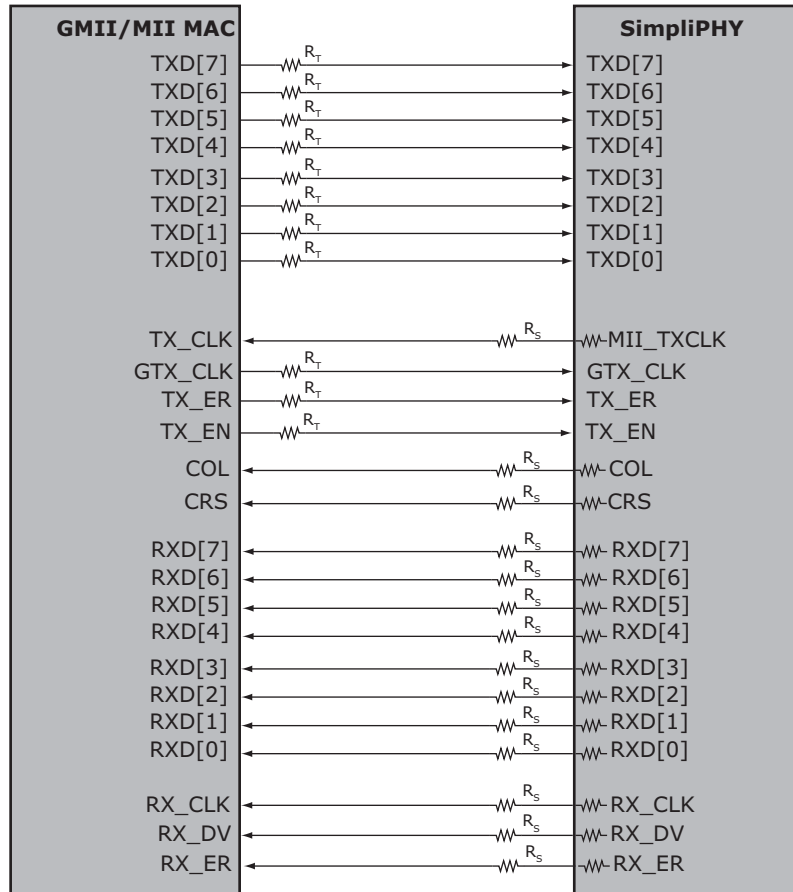 GMII/MII MAC SimpliPHY
TXD[7] R_T TXD[7]
TXD[6] R_T TXD[6]
TXD[5] R_T TXD[5]
TXD[4] R_T TXD[4]
TXD[3] R_T TXD[3]
TXD[2] R_T TXD[2]
TXD[1] R_T TXD[1]
TXD[0] R_T TXD[0]
TX_CLK R_S MII_TXCLK
GTX_CLK R_T GTX_CLK
TX_ER R_T TX_ER
TX_EN R_T TX_EN
COL R_S COL
CRS R_S CRS
RXD[7] R_S RXD[7]
RXD[6] R_S RXD[6]
RXD[5] R_S RXD[5]
RXD[4] R_S RXD[4]
RXD[3] R_S RXD[3]
RXD[2] R_S RXD[2]
RXD[1] R_S RXD[1]
RXD[0] R_S RXD[0]
RX_CLK R_S RX_CLK
RX_DV R_S RX_DV
RX_ER R_S RX_ER